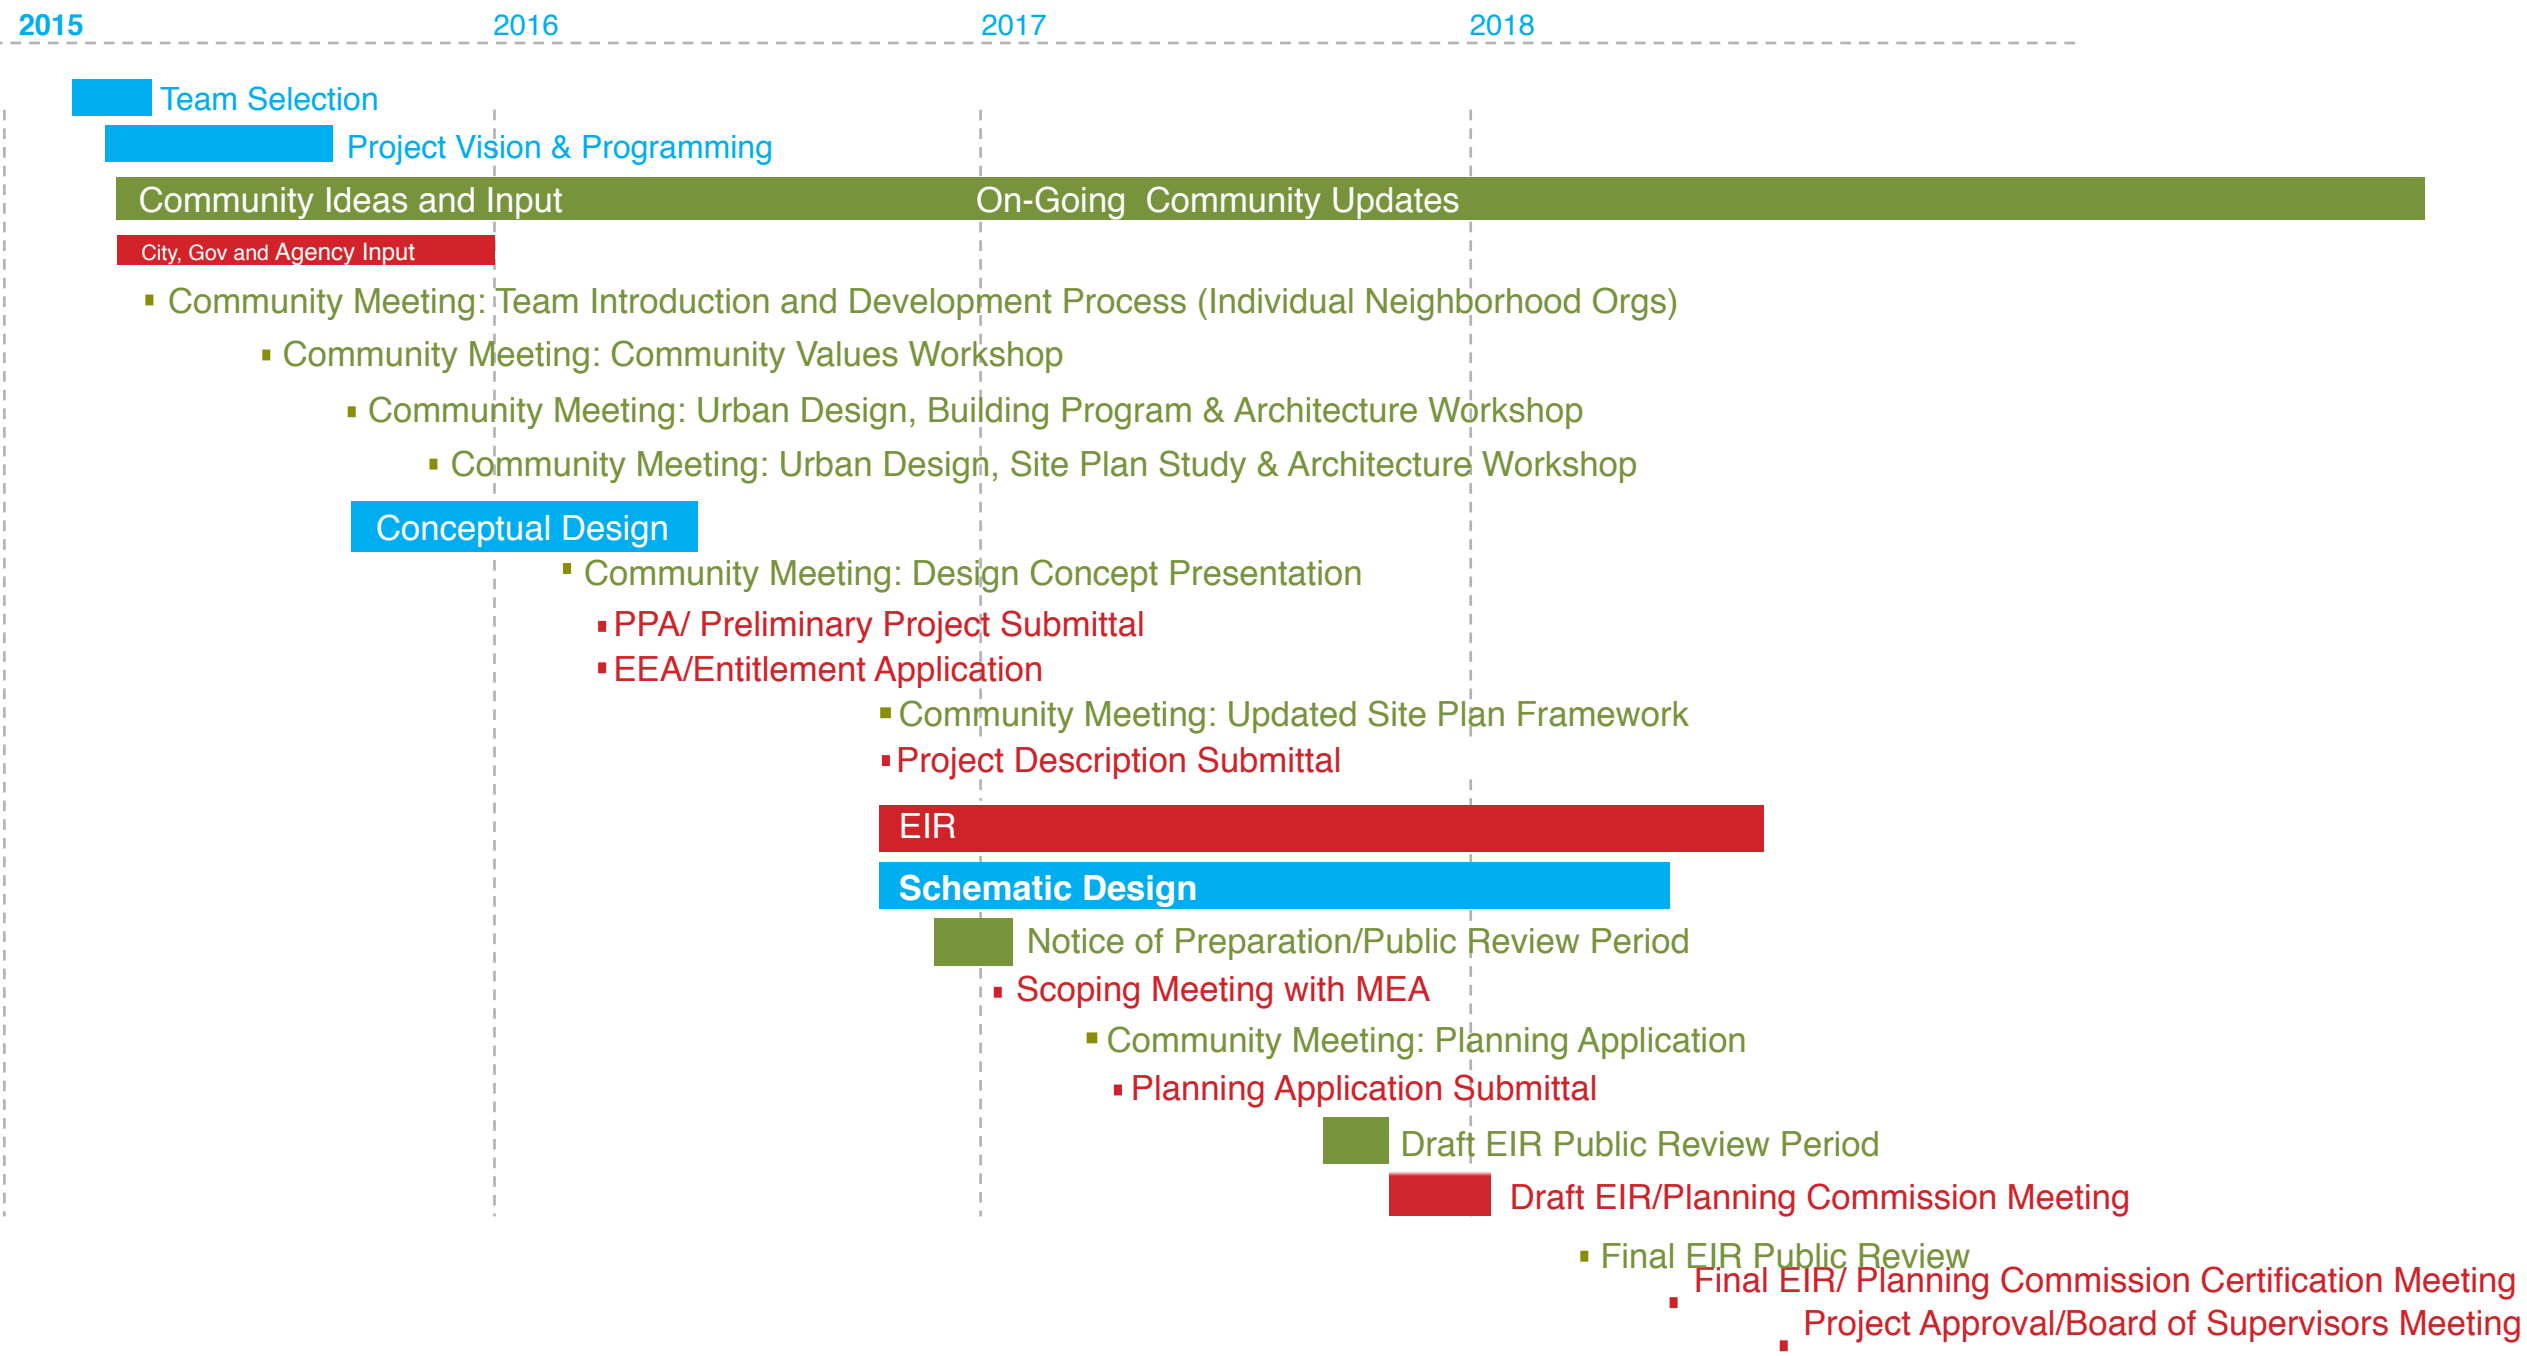 2015 2016 2017 2018
Team Selection
Project Vision & Programming
Community Ideas and Input On-Going Community Updates
City, Gov and Agency Input
Community Meeting: Team Introduction and Development Process (Individual Neighborhood Orgs)
Community Meeting: Community Values Workshop
Community Meeting: Urban Design, Building Program & Architecture Workshop
Community Meeting: Urban Design, Site Plan Study & Architecture Workshop
Conceptual Design
Community Meeting: Design Concept Presentation
PPA/ Preliminary Project Submittal
EEA/Entitlement Application
Community Meeting: Updated Site Plan Framework
Project Description Submittal
EIR
Schematic Design
Notice of Preparation/Public Review Period
Scoping Meeting with MEA
Community Meeting: Planning Application
Planning Application Submittal
Draft EIR Public Review Period
Draft EIR/Planning Commission Meeting
Final EIR Public Review
Final EIR/ Planning Commission Certification Meeting
Project Approval/Board of Supervisors Meeting